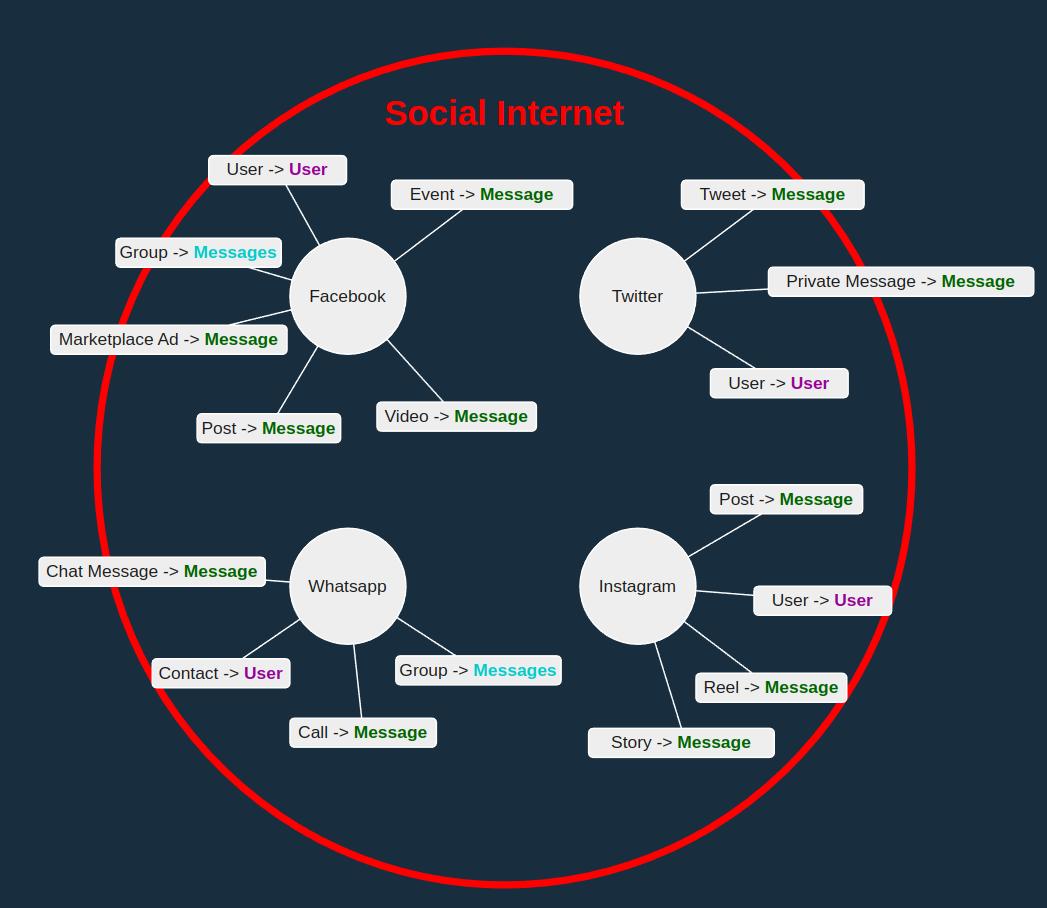 Social Internet
User -> User
Event -> Message
Group -> Messages
Facebook
Marketplace Ad -> Message
Post -> Message
Video -> Message
Tweet -> Message
Private Message -> Message
Twitter
User -> User
Chat Message -> Message
Whatsapp
Contact -> User
Group -> Messages
Call -> Message
Post -> Message
Instagram
User -> User
Reel -> Message
Story -> Message